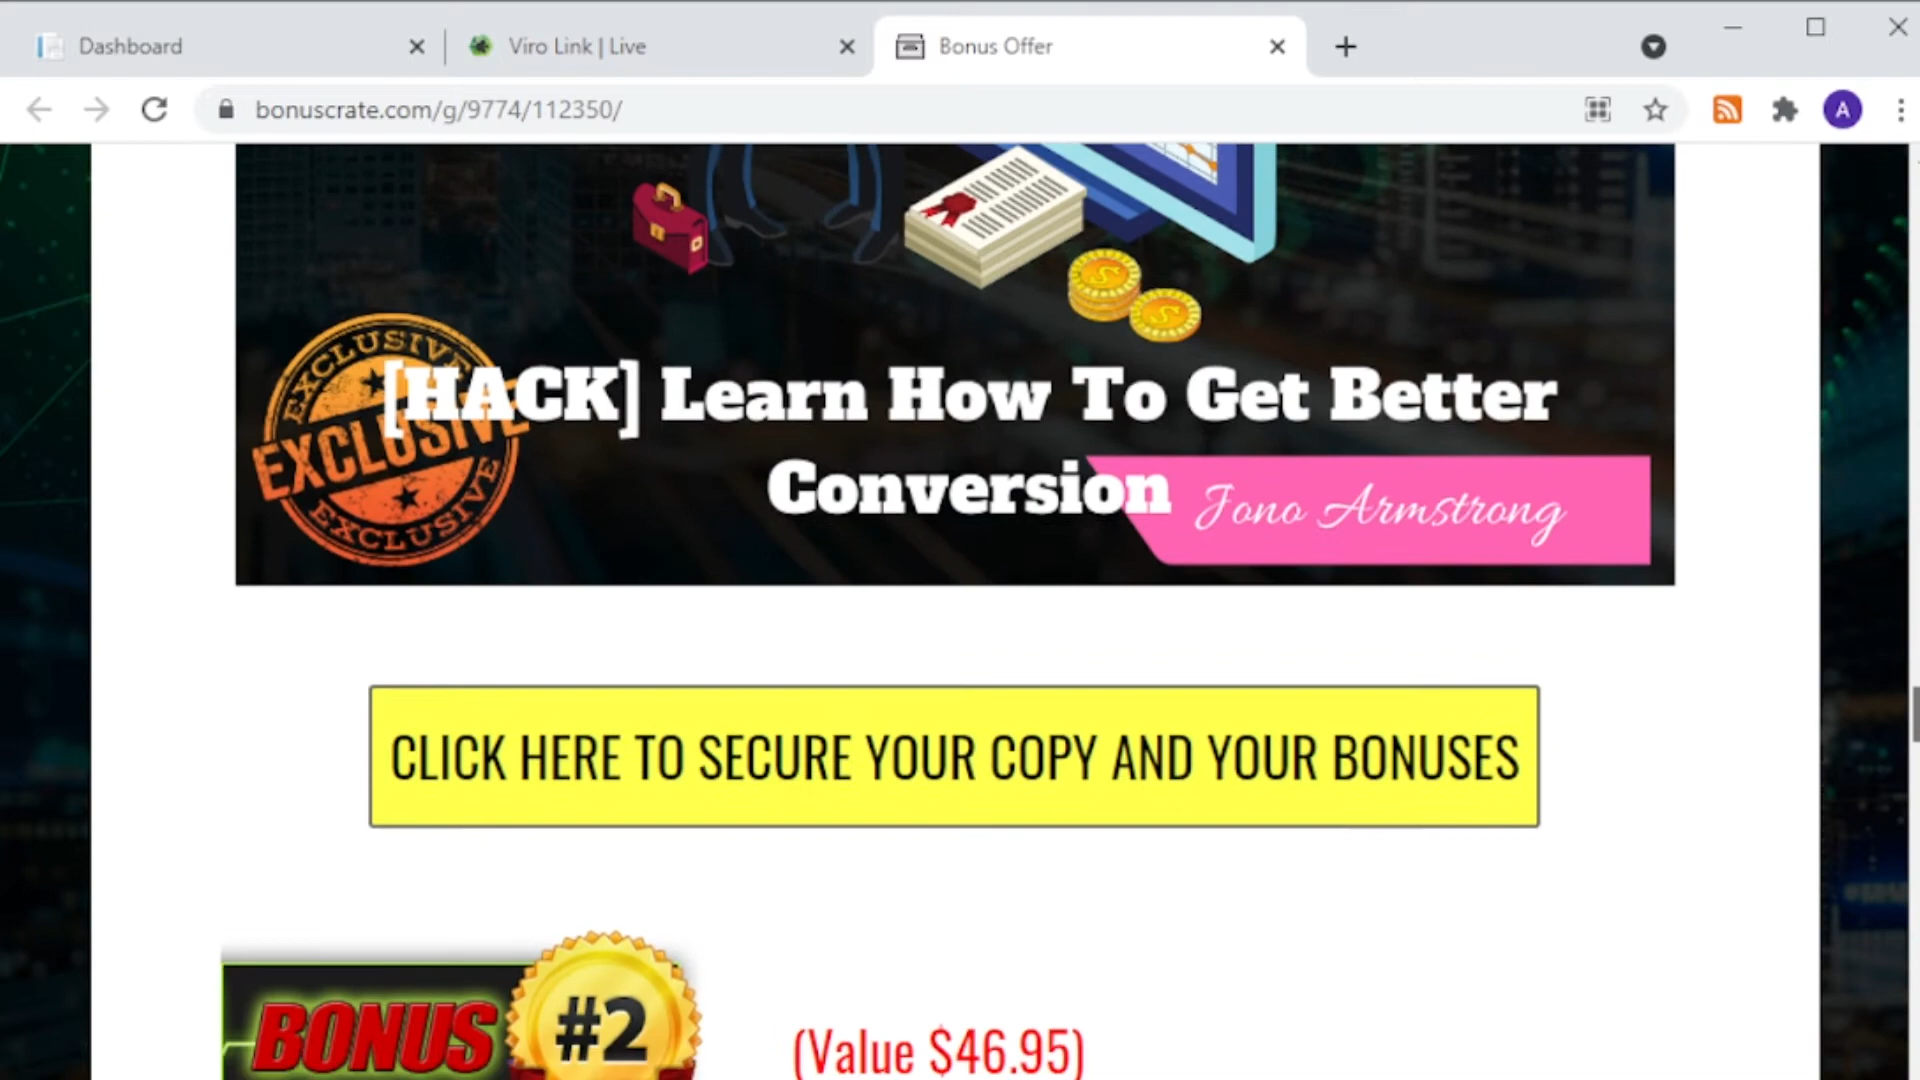 Dashboard
Viro Link | Live
Bonus Offer
bonuscrate.com/g/9774/112350/
A
EXCLUSIVE
EXCLUSIVE
EXCLUSIVE
[HACK] Learn How To Get Better
Conversion
Jono Armstrong
CLICK HERE TO SECURE YOUR COPY AND YOUR BONUSES
BONUS
#2
(Value $46.95)